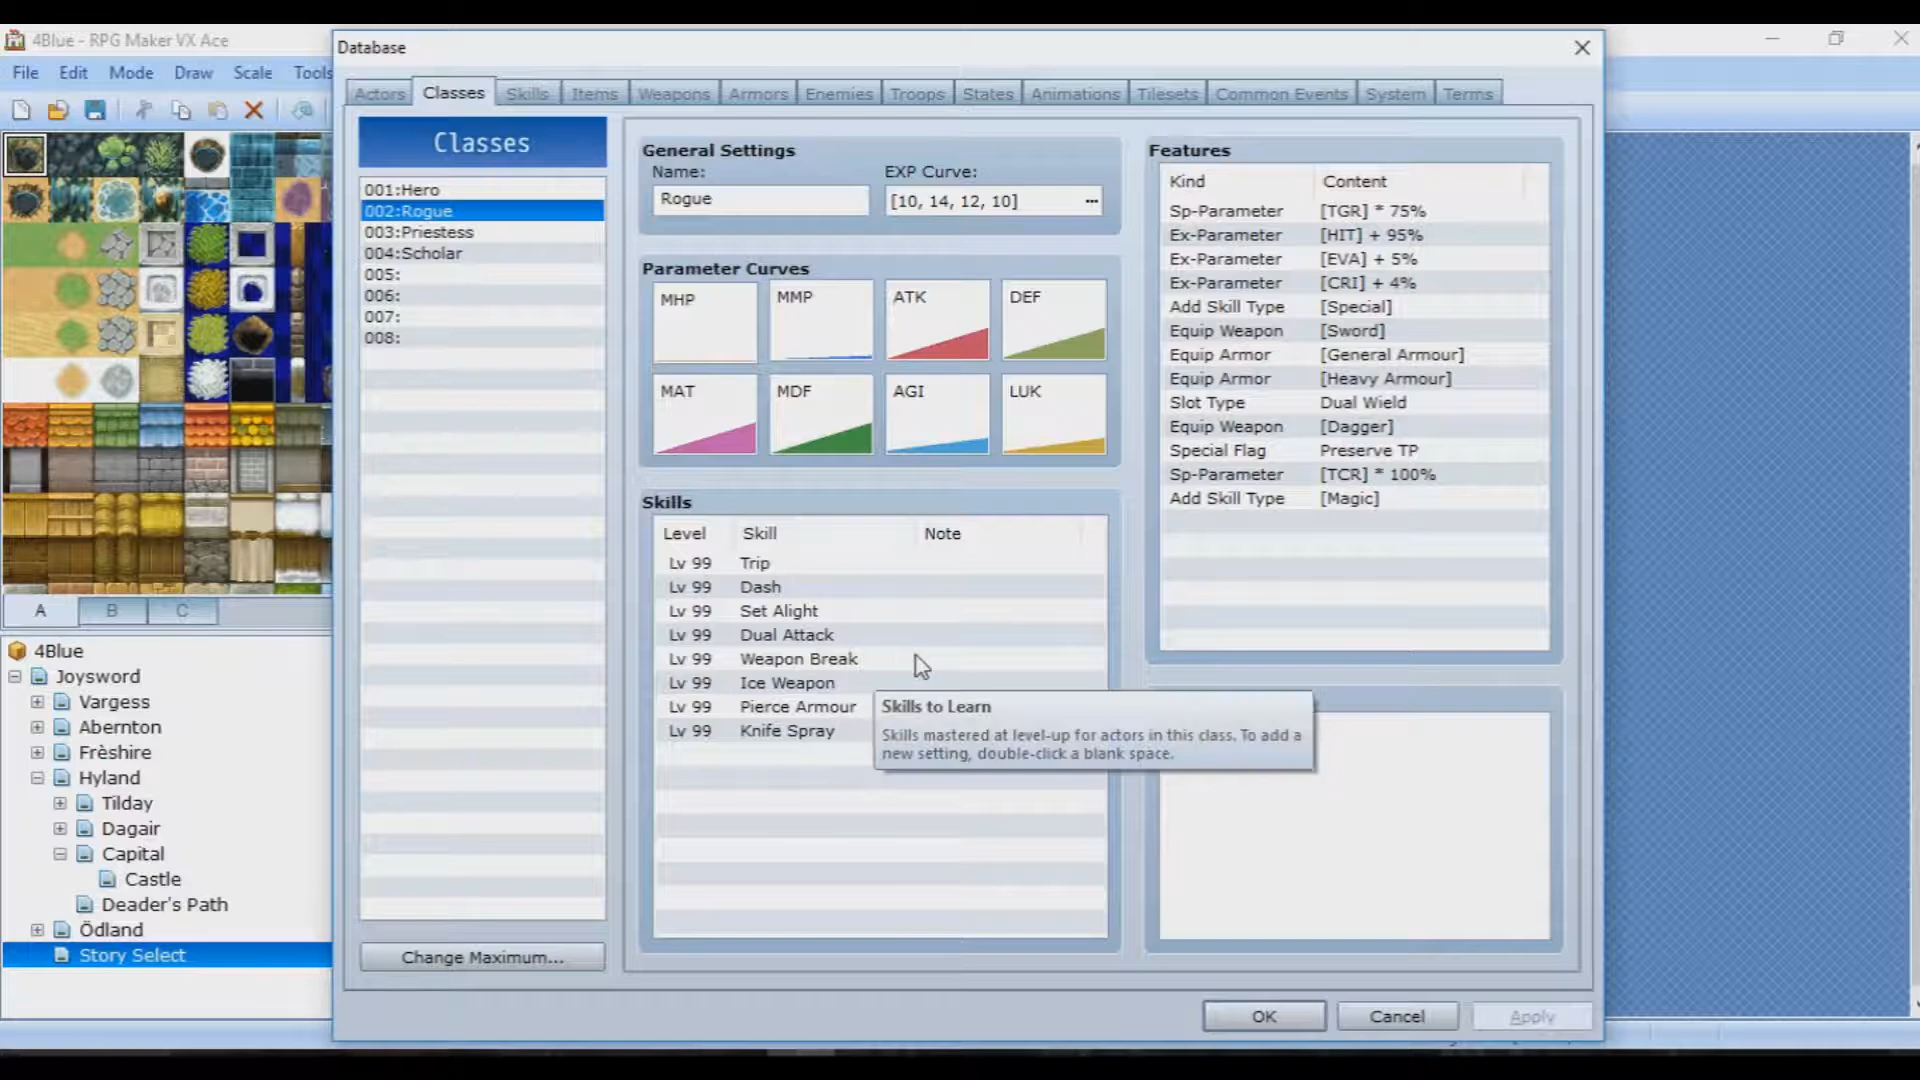 4Blue - RPG Maker VX Ace
File Edit Mode Draw Scale Tools
A B C
4Blue
Joysword
Vargess
Abernton
Frèshire
Hyland
Tilday
Dagair
Capital
Castle
Deader's Path
Ödland
Story Select
Database
Actors Classes Skills Items Weapons Armors Enemies Troops States Animations Tilesets Common Events System Terms
Classes
001:Hero
002:Rogue
003:Priestess
004:Scholar
005:
006:
007:
008:
Change Maximum...
General Settings
Name: EXP Curve:
Rogue [10, 14, 12, 10] ...
Parameter Curves
MHP MMP ATK DEF
MAT MDF AGI LUK
Skills
Level Skill Note
Lv 99 Trip
Lv 99 Dash
Lv 99 Set Alight
Lv 99 Dual Attack
Lv 99 Weapon Break
Lv 99 Ice Weapon
Lv 99 Pierce Armour
Lv 99 Knife Spray
Skills to Learn
Skills mastered at level-up for actors in this class. To add a
new setting, double-click a blank space.
Features
Kind Content
Sp-Parameter [TGR] * 75%
Ex-Parameter [HIT] + 95%
Ex-Parameter [EVA] + 5%
Ex-Parameter [CRI] + 4%
Add Skill Type [Special]
Equip Weapon [Sword]
Equip Armor [General Armour]
Equip Armor [Heavy Armour]
Slot Type Dual Wield
Equip Weapon [Dagger]
Special Flag Preserve TP
Sp-Parameter [TCR] * 100%
Add Skill Type [Magic]
OK Cancel Apply